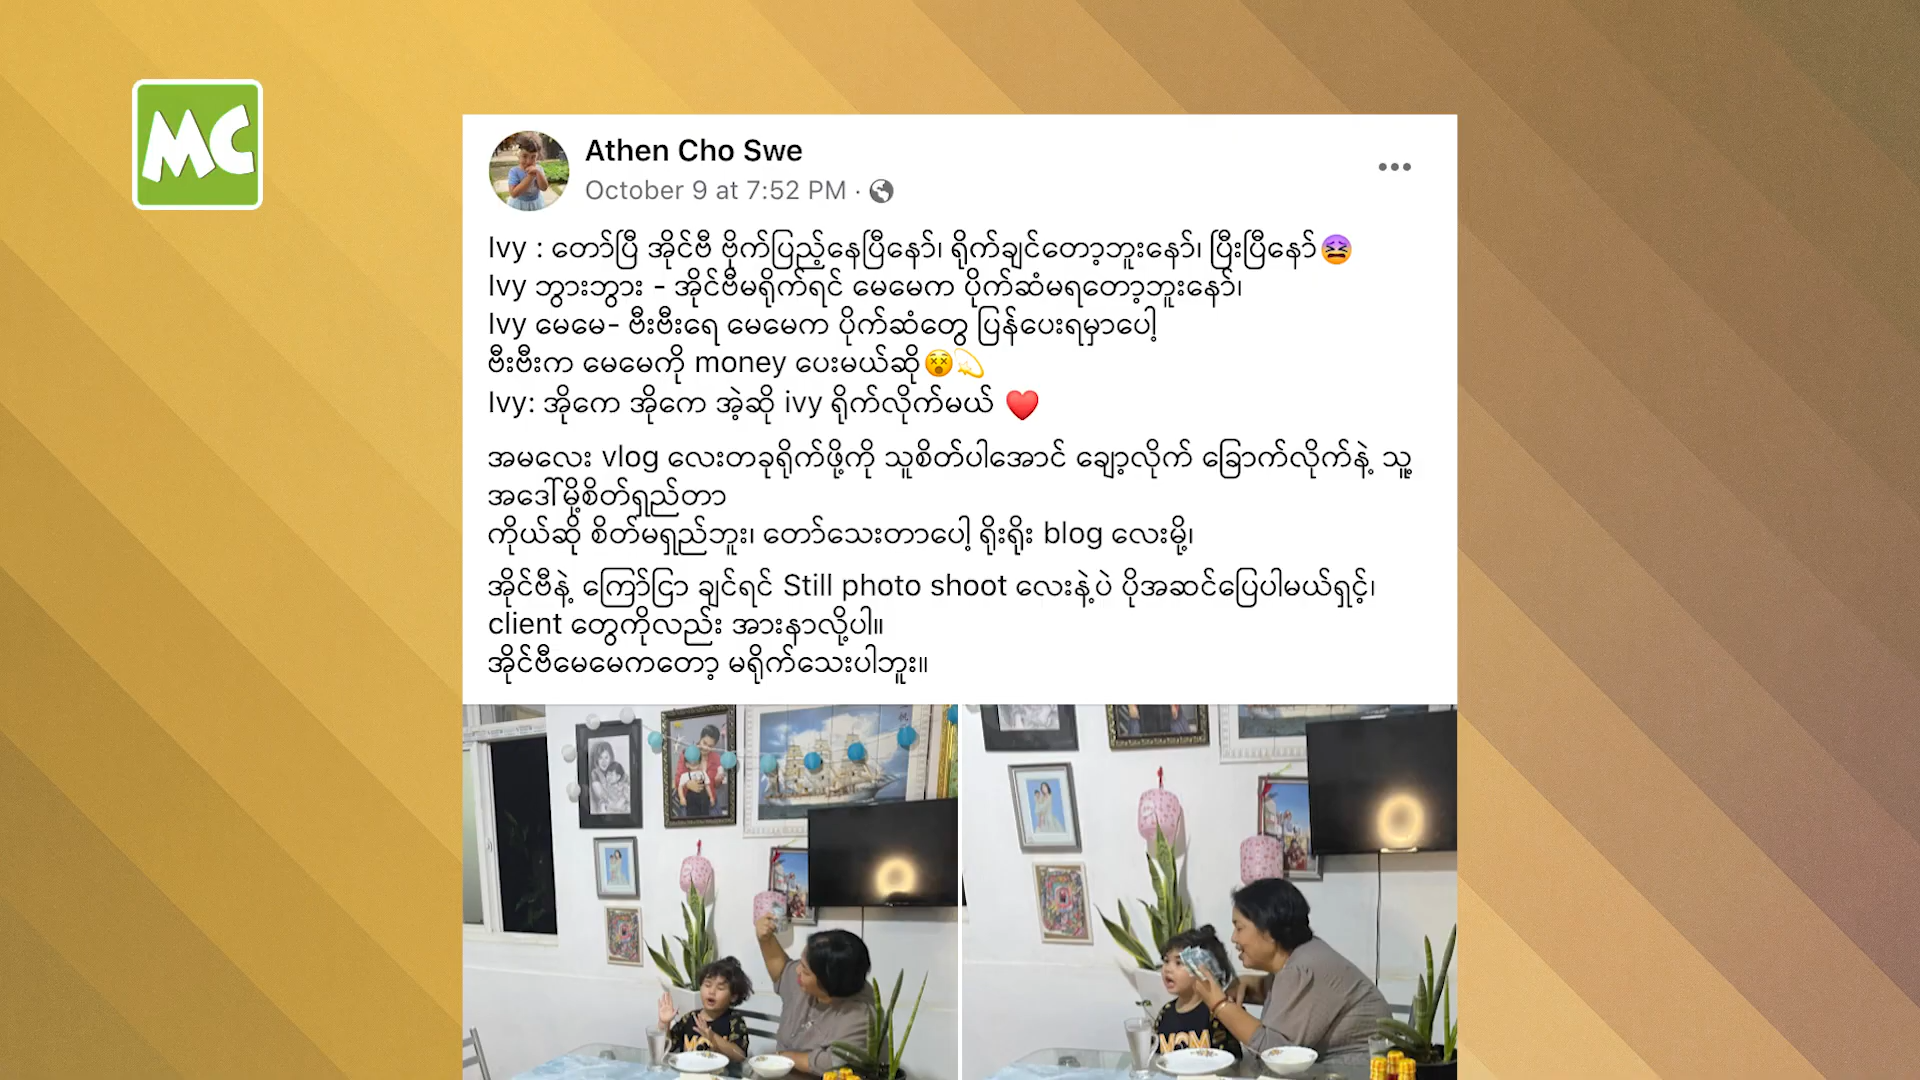 MC
Athen Cho Swe
October 9 at 7:52 PM ·
Ivy : တော်ပြီ အိုင်ဗီ ဗိုက်ပြည့်နေပြီနော်၊ ရိုက်ချင်တော့ဘူးနော်၊ ပြီးပြီနော်😫
Ivy ဘွားဘွား - အိုင်ဗီမရိုက်ရင် မေမေက ပိုက်ဆံမရတော့ဘူးနော်၊
Ivy မေမေ- ဗီးဗီးရေ မေမေက ပိုက်ဆံတွေ ပြန်ပေးရမှာပေါ့
ဗီးဗီးက မေမေကို money ပေးမယ်ဆို😵💫
Ivy: အိုကေ အိုကေ အဲ့ဆို ivy ရိုက်လိုက်မယ် ♥️
အမလေး vlog လေးတခုရိုက်ဖို့ကို သူစိတ်ပါအောင် ချော့လိုက် ခြောက်လိုက်နဲ့ သူ့
အဒေါ်မို့စိတ်ရှည်တာ
ကိုယ်ဆို စိတ်မရှည်ဘူး၊ တော်သေးတာပေါ့ ရိုးရိုး blog လေးမို့၊
အိုင်ဗီနဲ့ ကြော်ငြာ ချင်ရင် Still photo shoot လေးနဲ့ပဲ ပိုအဆင်ပြေပါမယ်ရှင့်၊
client တွေကိုလည်း အားနာလို့ပါ။
အိုင်ဗီမေမေကတော့ မရိုက်သေးပါဘူး။